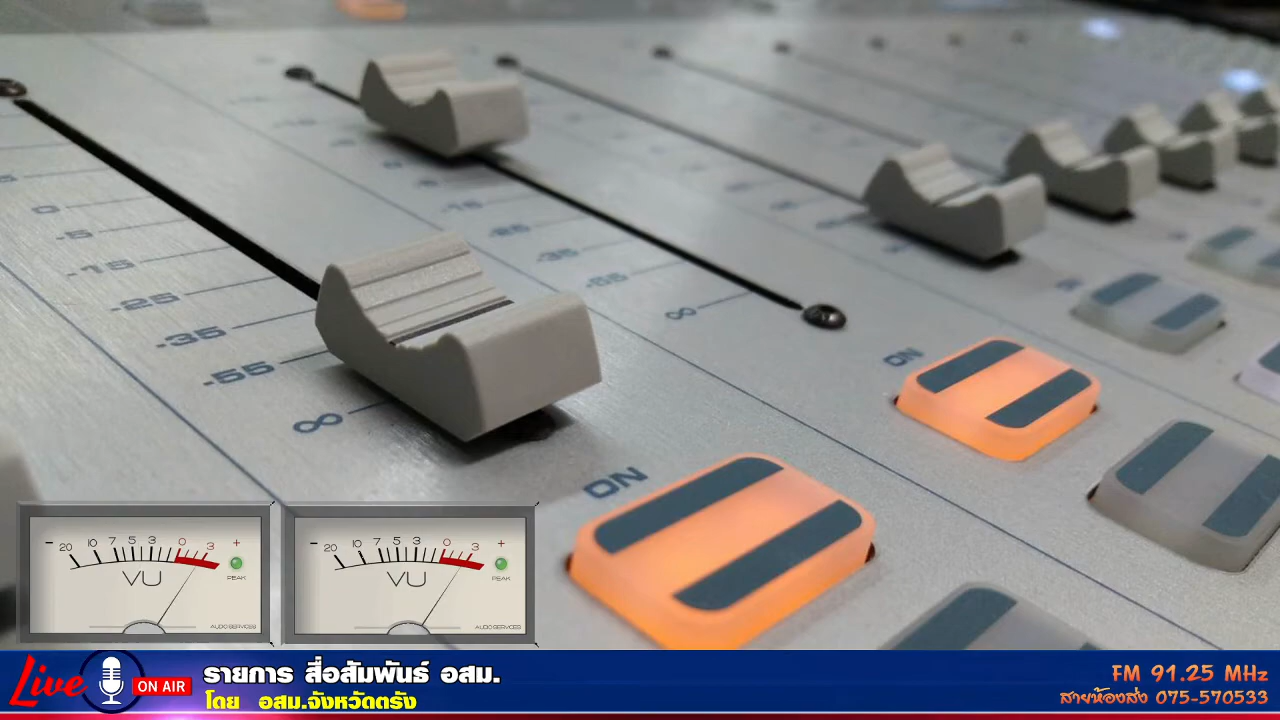 0
-5
-15
-25
-35
-55
∞
-15
-25
-35
-55
∞
ON
ON
- 20 10 7 5 3 0 3 +
VU
PEAK
AUDIO SERVICES
- 20 10 7 5 3 0 3 +
VU
PEAK
AUDIO SERVICES
Live
ON AIR
รายการ สื่อสัมพันธ์ อสม.
โดย อสม.จังหวัดตรัง
FM 91.25 MHz
สายห้องส่ง 075-570533